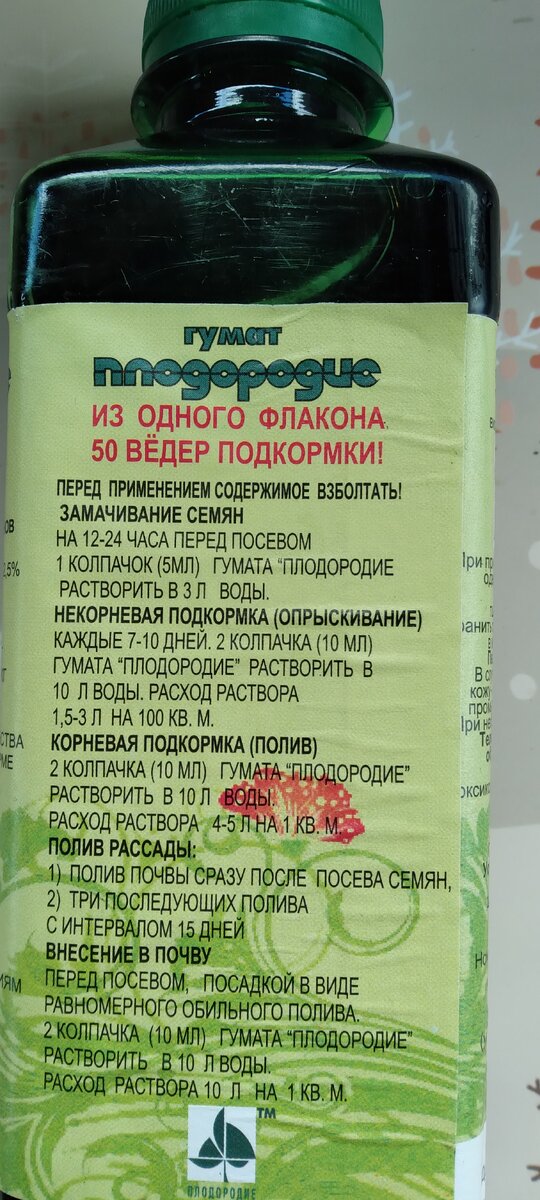 гумат
плодородие
ИЗ ОДНОГО ФЛАКОНА
50 ВЁДЕР ПОДКОРМКИ!
ПЕРЕД ПРИМЕНЕНИЕМ СОДЕРЖИМОЕ ВЗБОЛТАТЬ!
ЗАМАЧИВАНИЕ СЕМЯН
НА 12-24 ЧАСА ПЕРЕД ПОСЕВОМ
1 КОЛПАЧОК (5МЛ) ГУМАТА "ПЛОДОРОДИЕ
РАСТВОРИТЬ В 3 Л ВОДЫ.
НЕКОРНЕВАЯ ПОДКОРМКА (ОПРЫСКИВАНИЕ)
КАЖДЫЕ 7-10 ДНЕЙ. 2 КОЛПАЧКА (10 МЛ)
ГУМАТА "ПЛОДОРОДИЕ" РАСТВОРИТЬ В
10 Л ВОДЫ. РАСХОД РАСТВОРА
1,5-3 Л НА 100 КВ. М.
КОРНЕВАЯ ПОДКОРМКА (ПОЛИВ)
2 КОЛПАЧКА (10 МЛ) ГУМАТА "ПЛОДОРОДИЕ"
РАСТВОРИТЬ В 10 Л ВОДЫ.
РАСХОД РАСТВОРА 4-5 Л НА 1 КВ. М.
ПОЛИВ РАССАДЫ:
1) ПОЛИВ ПОЧВЫ СРАЗУ ПОСЛЕ ПОСЕВА СЕМЯН,
2) ТРИ ПОСЛЕДУЮЩИХ ПОЛИВА
С ИНТЕРВАЛОМ 15 ДНЕЙ
ВНЕСЕНИЕ В ПОЧВУ
ПЕРЕД ПОСЕВОМ, ПОСАДКОЙ В ВИДЕ
РАВНОМЕРНОГО ОБИЛЬНОГО ПОЛИВА.
2 КОЛПАЧКА (10 МЛ) ГУМАТА "ПЛОДОРОДИЕ"
РАСТВОРИТЬ В 10 Л ВОДЫ.
РАСХОД РАСТВОРА 10 Л НА 1 КВ. М.
TM
ПЛОДОРОДИЕ